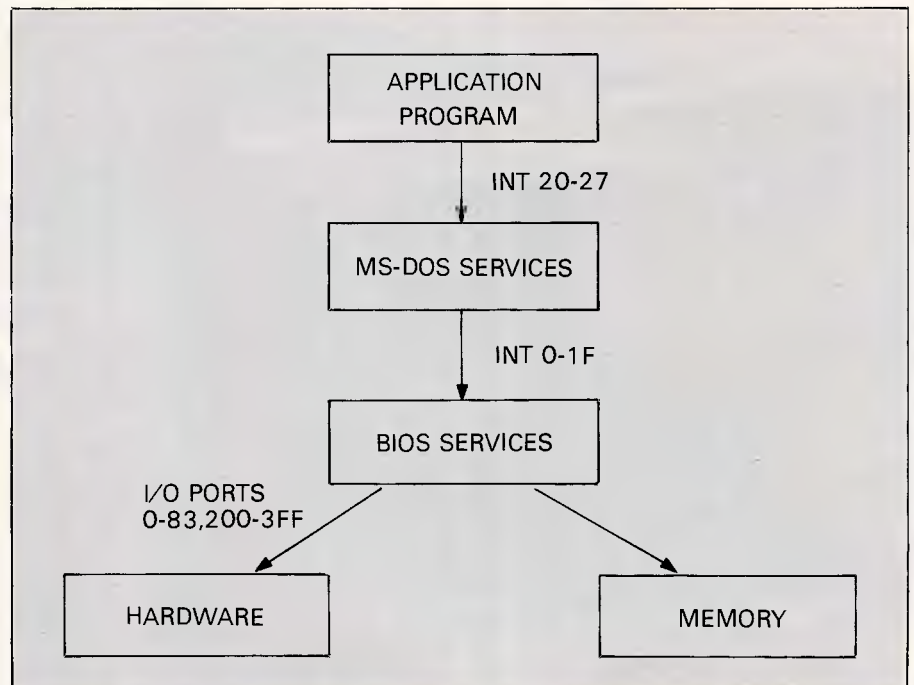 APPLICATION
PROGRAM
INT 20-27
MS-DOS SERVICES
INT 0-1F
BIOS SERVICES
I/O PORTS
0-83,200-3FF
HARDWARE
MEMORY